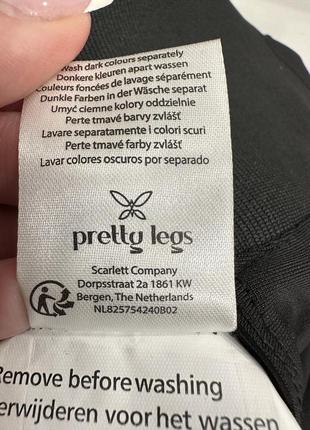 Wash dark colours separately
Donkere kleuren apart wassen
Couleurs foncées de lavage séparément
Dunkle Farben in der Wäsche separat
Umyć ciemne kolory oddzielnie
Perte tmavé barvy zvlášť
Lavare separatamente i colori scuri
Perte tmavé farby zvlášť
Lavar colores oscuros por separado
pretty legs
Scarlett Company
Dorpsstraat 2a 1861 KW
Bergen, The Netherlands
NL825754240B02
Remove before washing
verwijderen voor het wassen